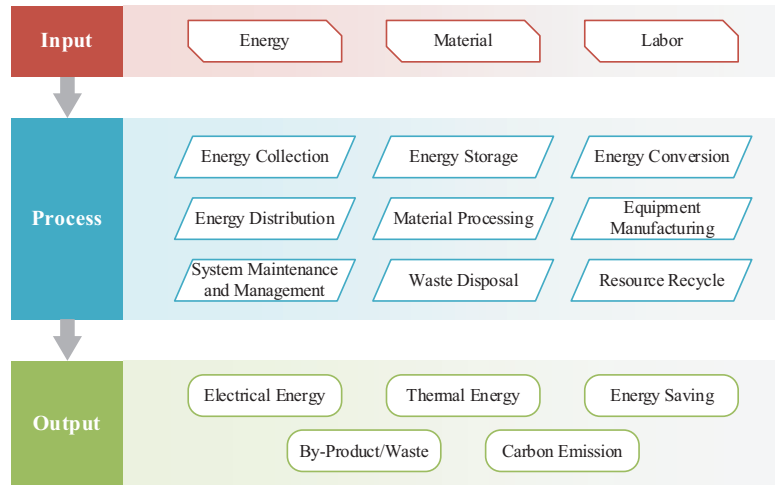 Input
Energy
Material
Labor
Process
Energy Collection
Energy Storage
Energy Conversion
Energy Distribution
Material Processing
Equipment
Manufacturing
System Maintenance
and Management
Waste Disposal
Resource Recycle
Output
Electrical Energy
Thermal Energy
Energy Saving
By-Product/Waste
Carbon Emission